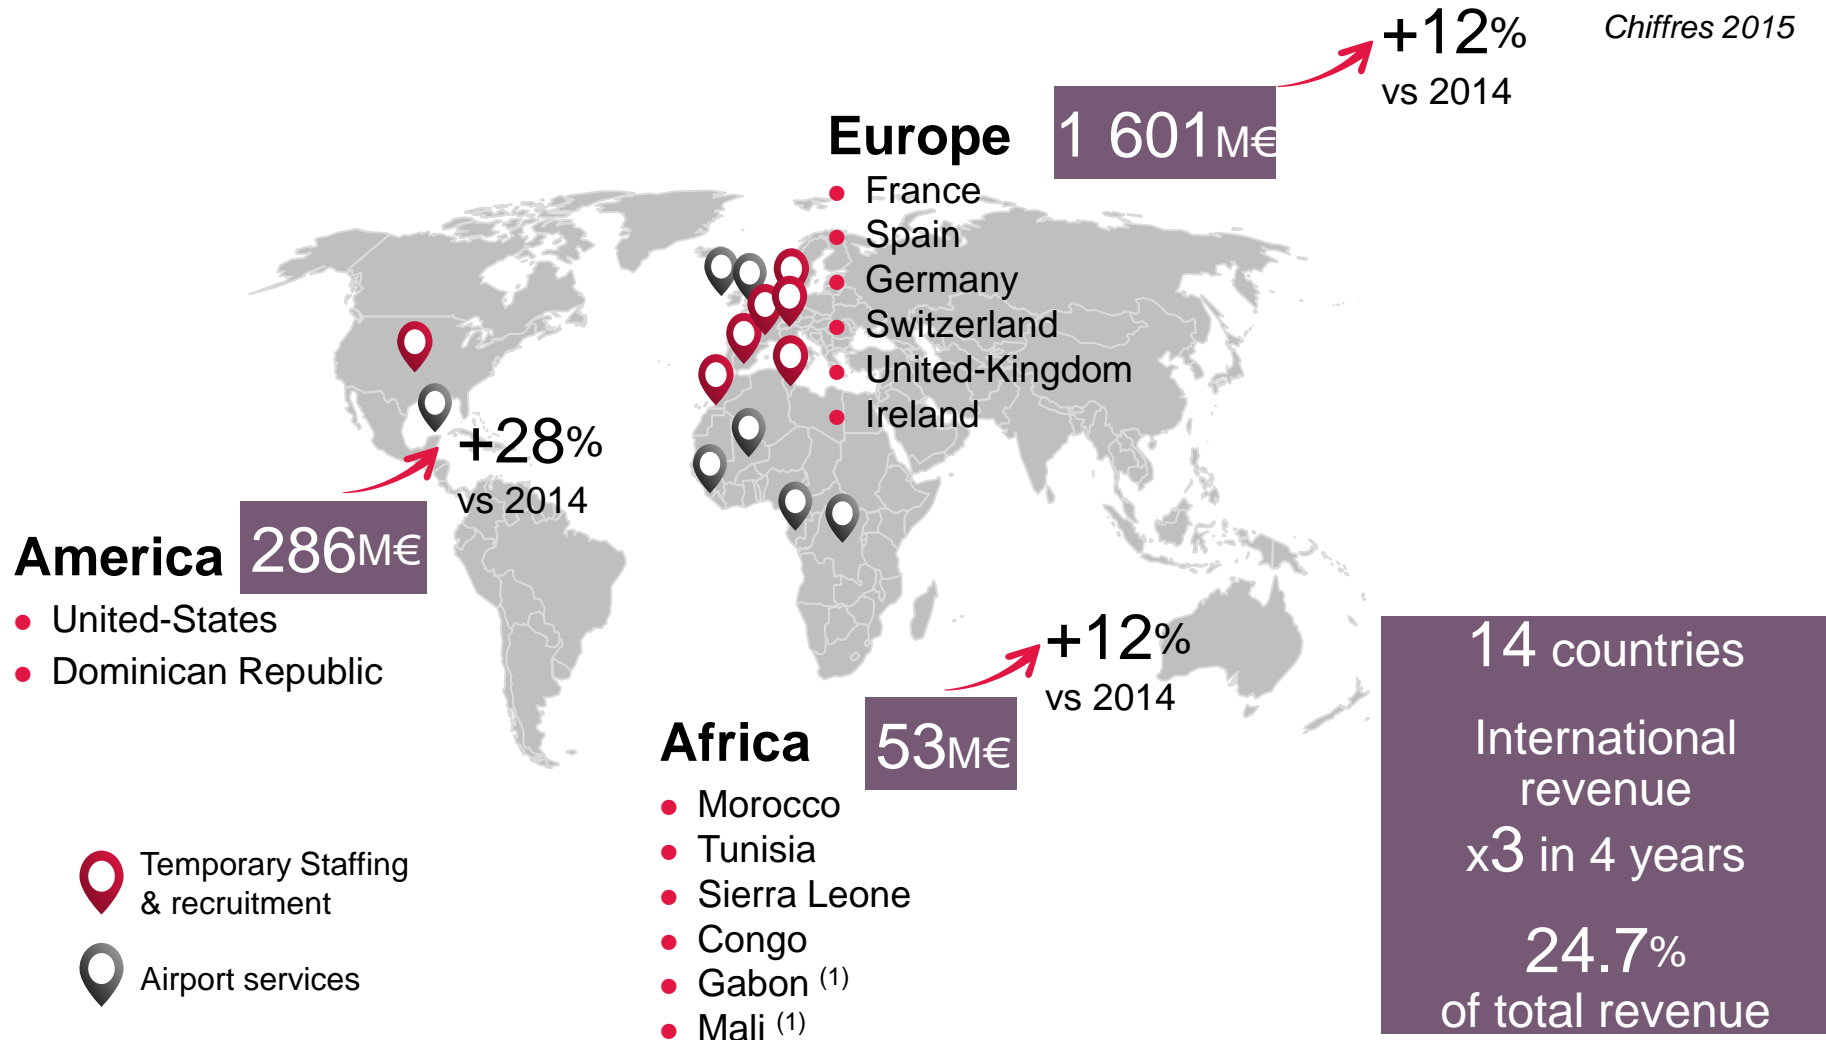 Chiffres 2015
+12%
vs 2014
Europe
1 601M€
France
Spain
Germany
Switzerland
United-Kingdom
Ireland
+28%
vs 2014
America
286M€
United-States
Dominican Republic
+12%
vs 2014
Africa
53M€
Morocco
Tunisia
Sierra Leone
Congo
Gabon (1)
Mali (1)
Temporary Staffing
& recruitment
Airport services
14 countries
International
revenue
x3 in 4 years
24.7%
of total revenue